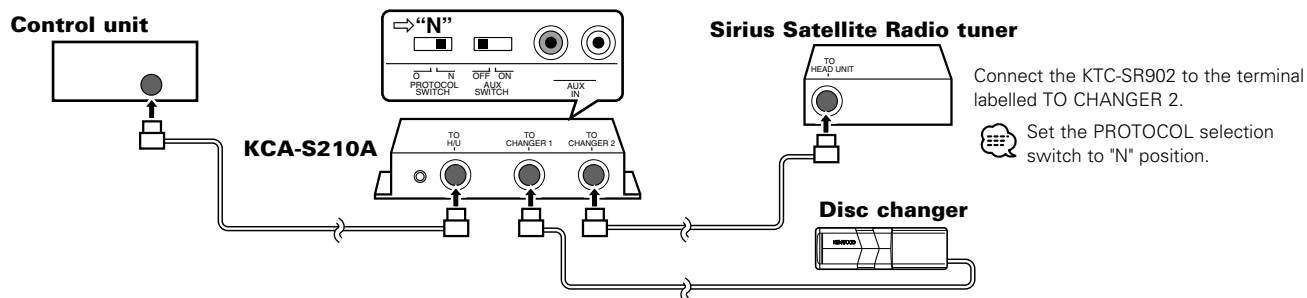 Control unit
⇨“N”
O N
PROTOCOL
SWITCH
OFF ON
AUX
SWITCH
AUX
IN
Sirius Satellite Radio tuner
TO
HEAD UNIT
Connect the KTC-SR902 to the terminal
labelled TO CHANGER 2.
Set the PROTOCOL selection
switch to "N" position.
KCA-S210A
TO
H/U
TO
CHANGER 1
TO
CHANGER 2
Disc changer
KENWOOD